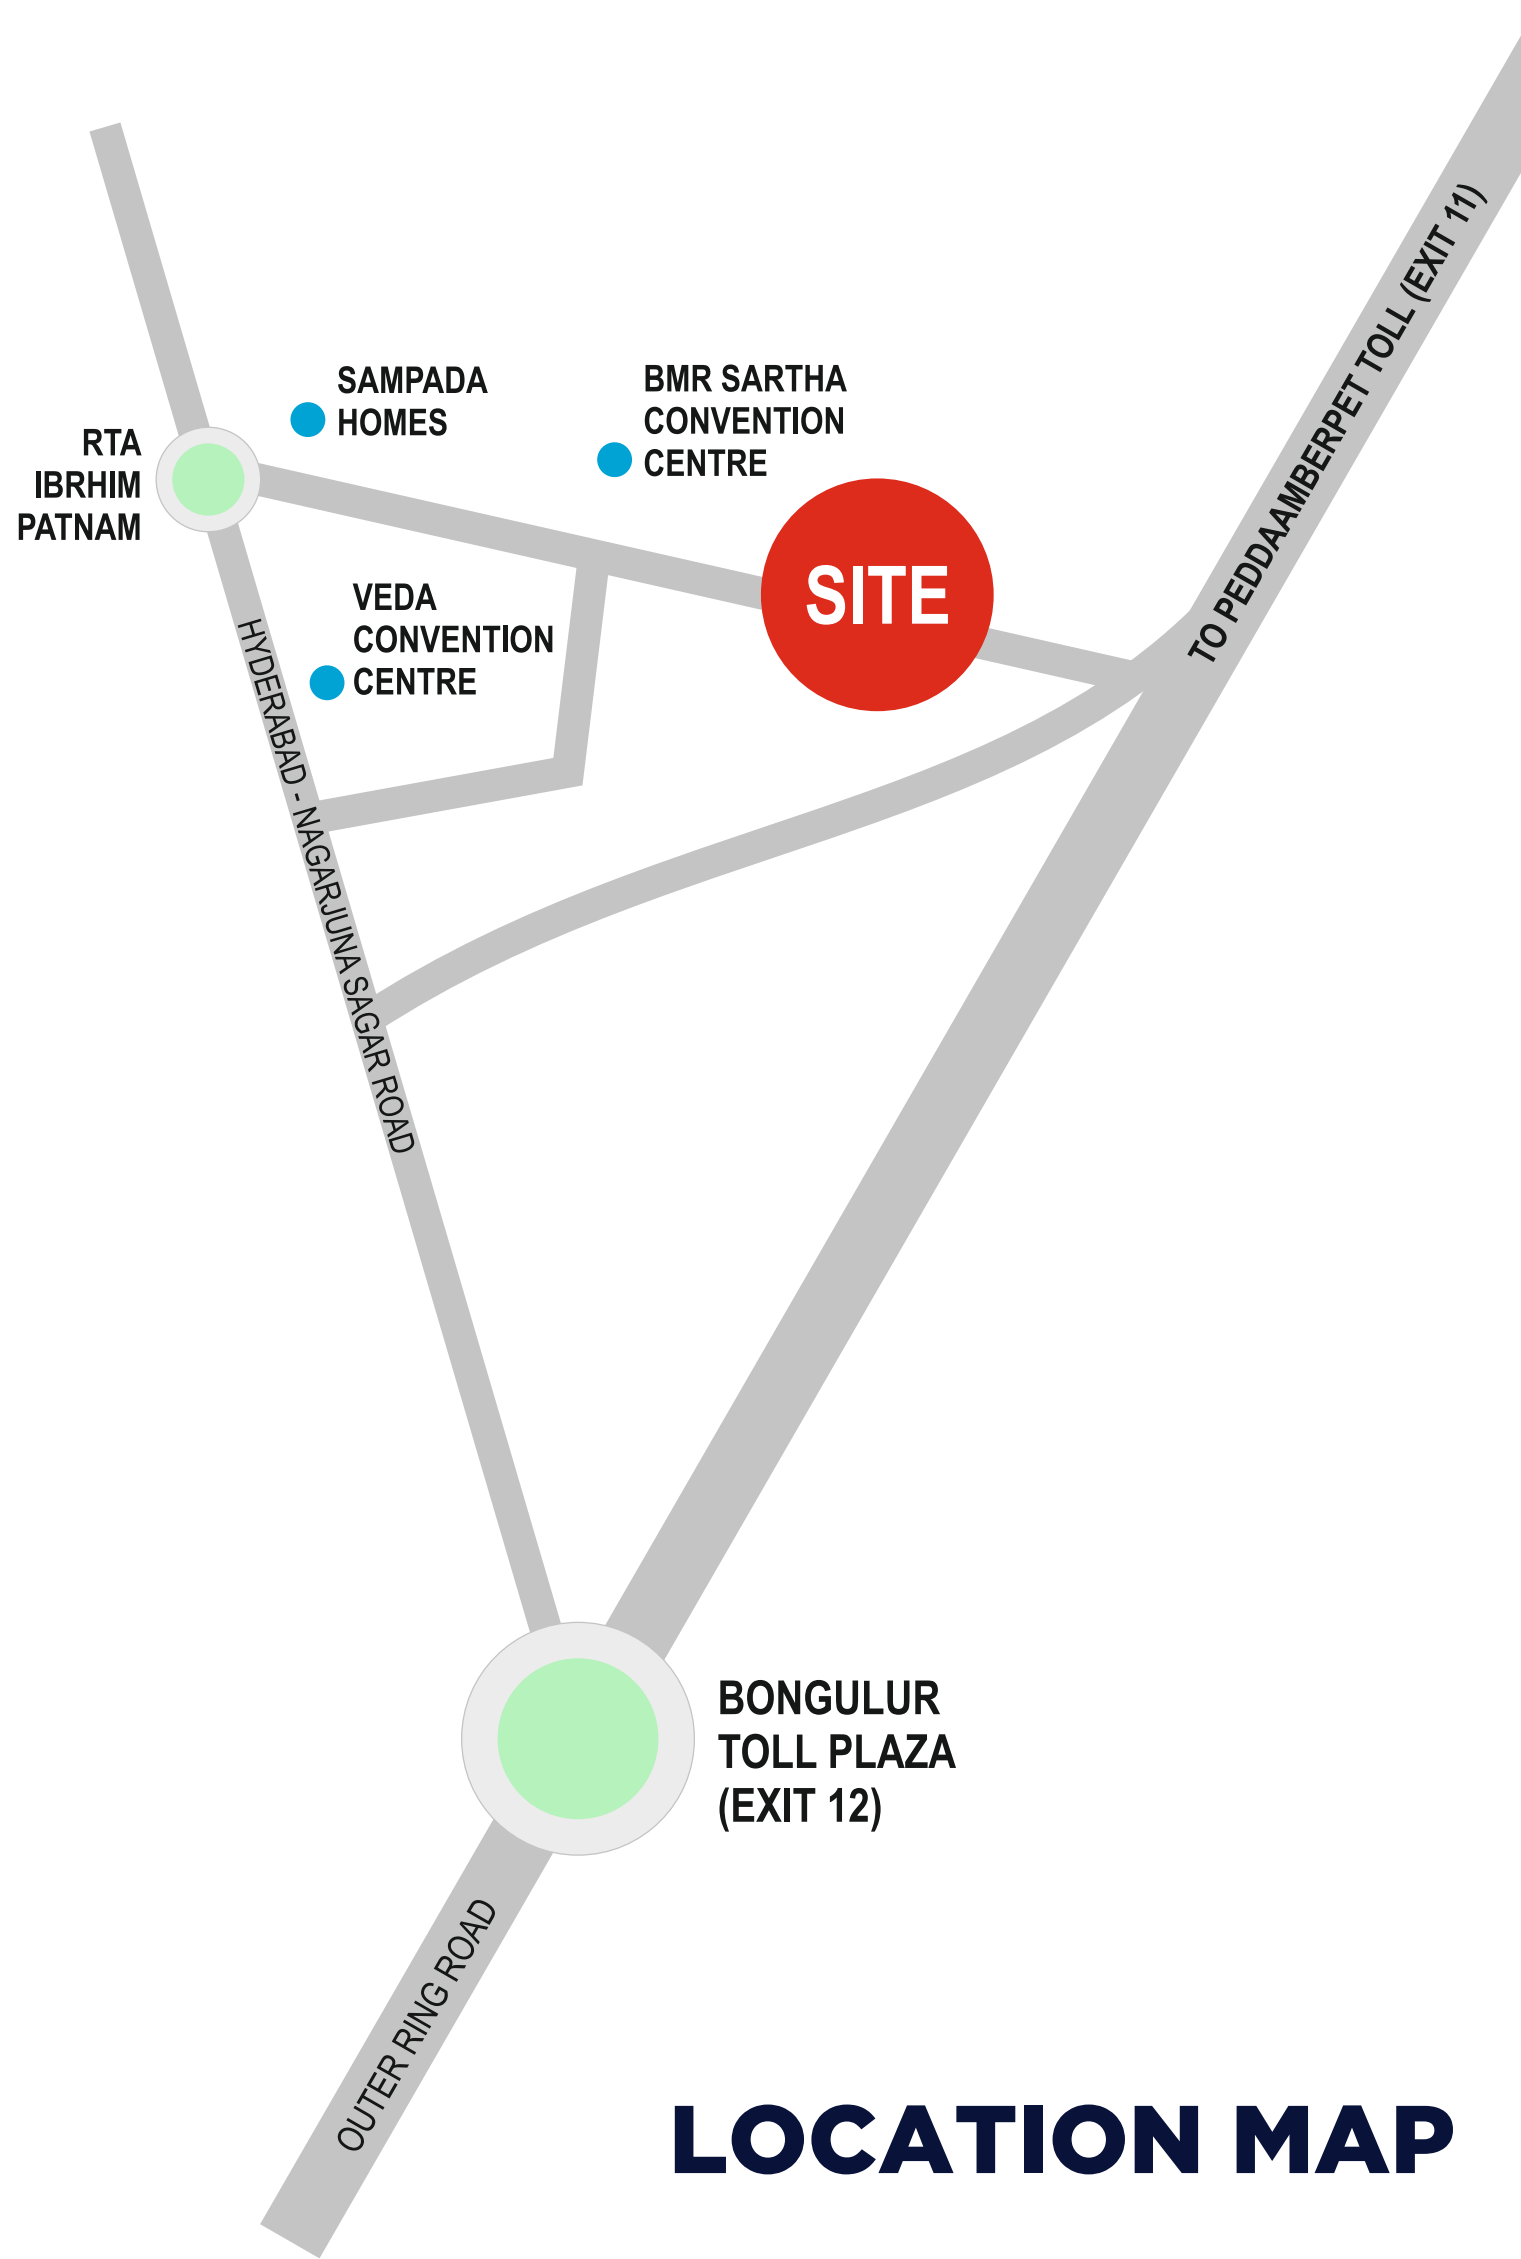 TO PEDDAAMBERPET TOLL (EXIT 11)
SAMPADA
HOMES
BMR SARTHA
CONVENTION
CENTRE
RTA
IBRHIM
PATNAM
SITE
VEDA
CONVENTION
CENTRE
HYDERABAD - NAGARJUNA SAGAR ROAD
BONGULUR
TOLL PLAZA
(EXIT 12)
OUTER RING ROAD
LOCATION MAP